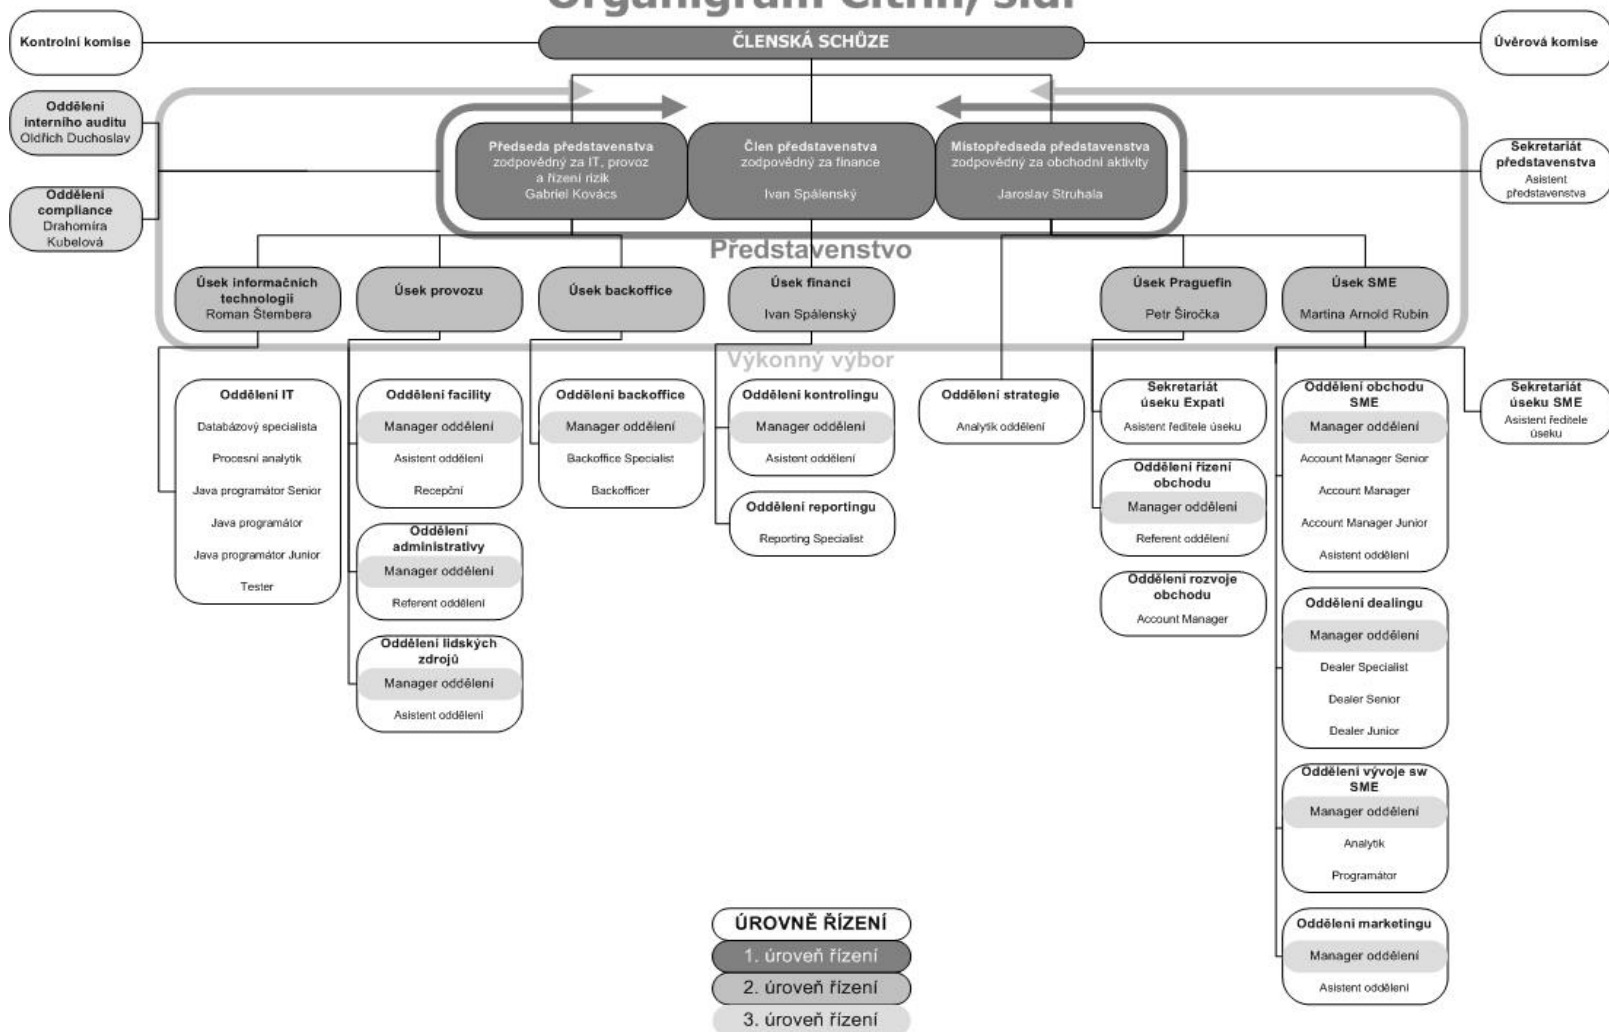 Organigram Citfin, SID
Kontrolní komise
ČLENSKÁ SCHŮZE
Úvěrová komise
Oddělení
interního auditu
Oldřich Duchoslav
Oddělení
compliance
Drahomíra
Kubelová
Předseda představenstva
zodpovědný za IT, provoz
a řízení rizik
Gabriel Kovács
Člen představenstva
zodpovědný za finance
Ivan Spálenský
Místopředseda představenstva
zodpovědný za obchodní aktivity
Jaroslav Struhala
Sekretariát
představenstva
Asistent
představenstva
Představenstvo
Úsek informačních
technologií
Roman Štembera
Úsek provozu
Úsek backoffice
Úsek financí
Ivan Spálenský
Úsek Praguefin
Petr Širočka
Úsek SME
Martina Arnold Rubin
Výkonný výbor
Oddělení IT
Databázový specialista
Procesní analytik
Java programátor Senior
Java programátor
Java programátor Junior
Tester
Oddělení facility
Manager oddělení
Asistent oddělení
Recepční
Oddělení
administrativy
Manager oddělení
Referent oddělení
Oddělení lidských
zdrojů
Manager oddělení
Asistent oddělení
Oddělení backoffice
Manager oddělení
Backoffice Specialist
Backofficer
Oddělení kontrolingu
Manager oddělení
Asistent oddělení
Oddělení reportingu
Reporting Specialist
Oddělení strategie
Analytik oddělení
Sekretariát
úseku Expati
Asistent ředitele úseku
Oddělení řízení
obchodu
Manager oddělení
Referent oddělení
Oddělení rozvoje
obchodu
Account Manager
Oddělení obchodu
SME
Manager oddělení
Account Manager Senior
Account Manager
Account Manager Junior
Asistent oddělení
Oddělení dealingu
Manager oddělení
Dealer Specialist
Dealer Senior
Dealer Junior
Oddělení vývoje sw
SME
Manager oddělení
Analytik
Programátor
Oddělení marketingu
Manager oddělení
Asistent oddělení
Sekretariát
úseku SME
Asistent ředitele
úseku
ÚROVNĚ ŘÍZENÍ
1. úroveň řízení
2. úroveň řízení
3. úroveň řízení